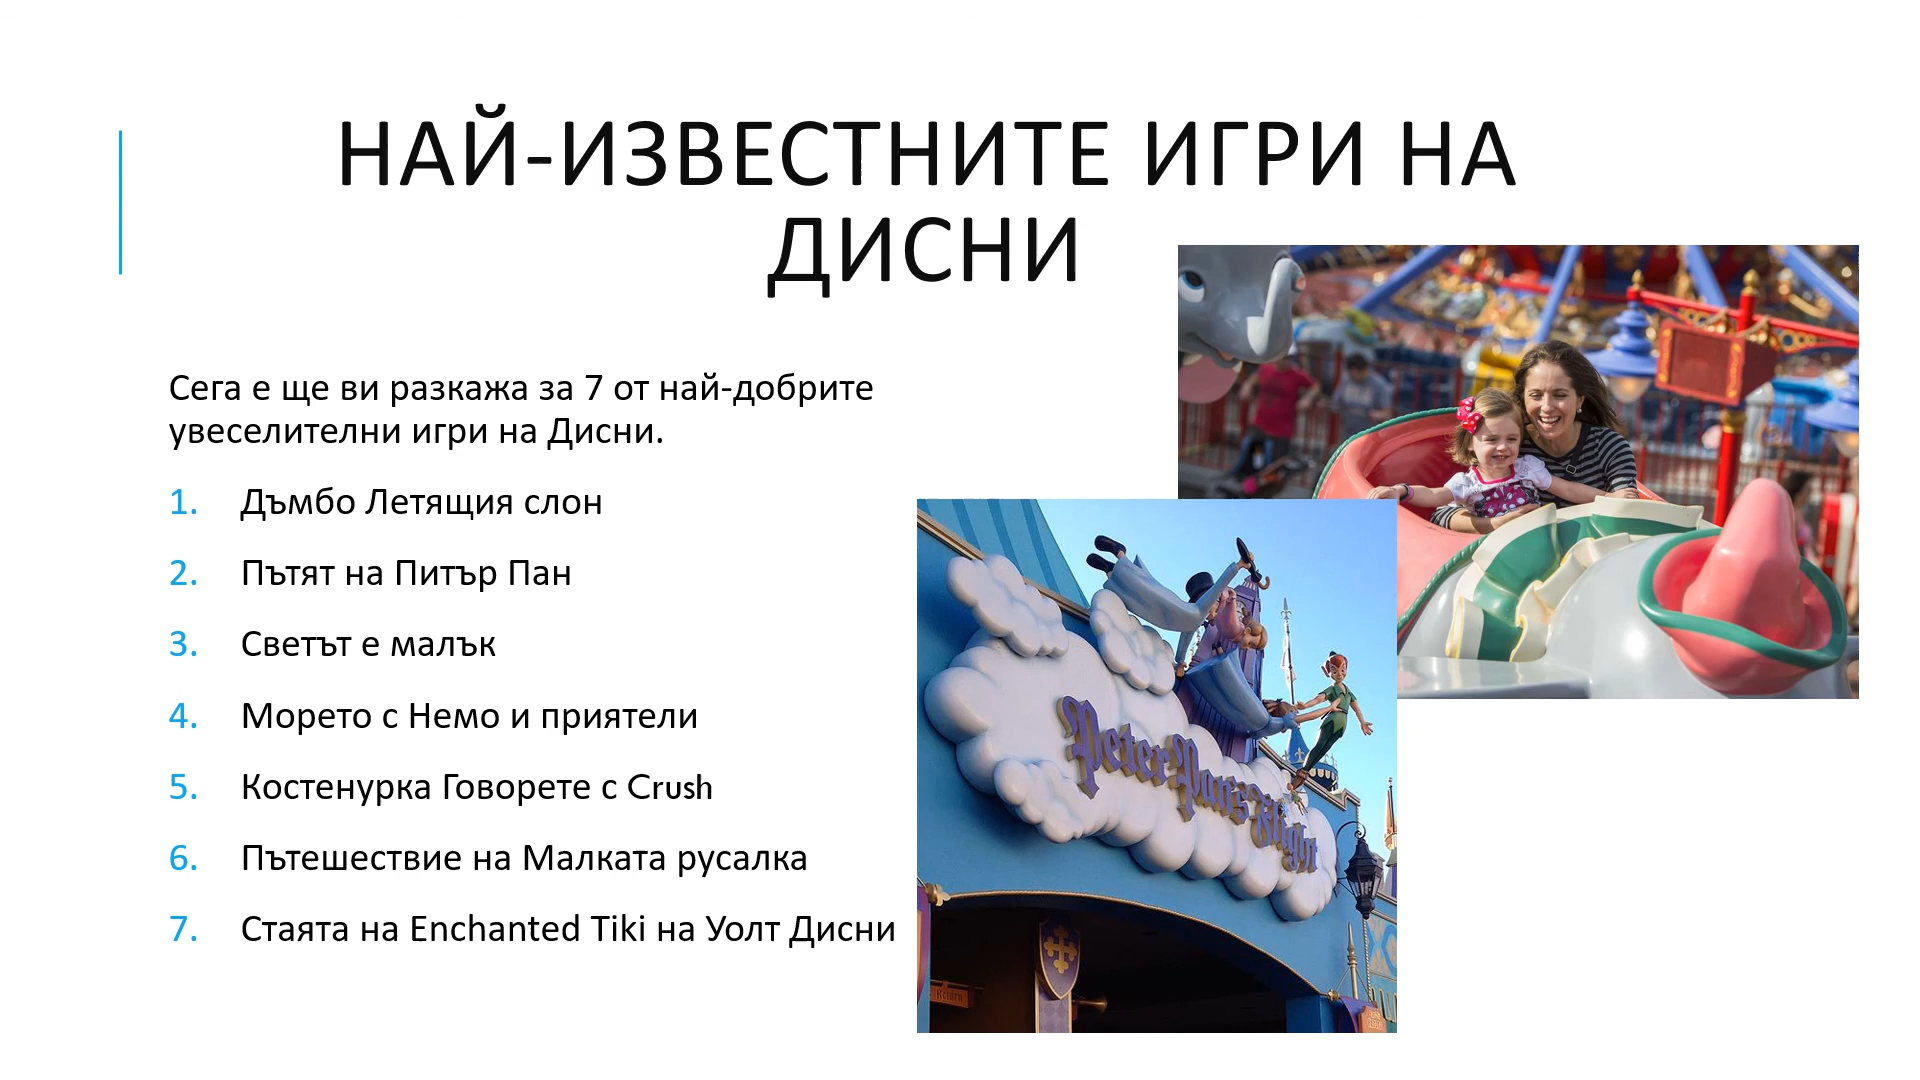 НАЙ-ИЗВЕСТНИТЕ ИГРИ НА
ДИСНИ
Сега е ще ви разкажа за 7 от най-добрите
увеселителни игри на Дисни.
1. Дъмбо Летящия слон
2. Пътят на Питър Пан
3. Светът е малък
4. Морето с Немо и приятели
5. Костенурка Говорете с Crush
6. Пътешествие на Малката русалка
7. Стаята на Enchanted Tiki на Уолт Дисни
Peter Pan's Flight
Return